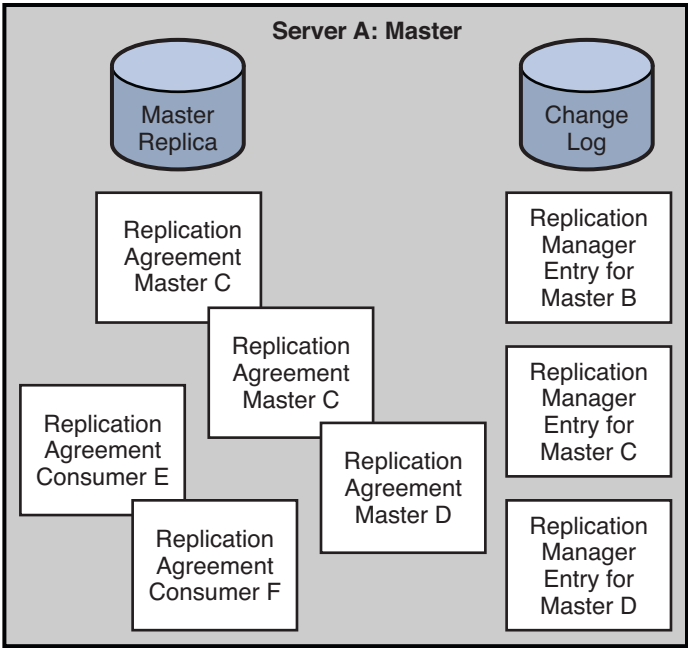 Server A: Master
Master
Replica
Change
Log
Replication
Agreement
Master C
Replication
Agreement
Master C
Replication
Agreement
Master D
Replication
Agreement
Consumer E
Replication
Agreement
Consumer F
Replication
Manager
Entry for
Master B
Replication
Manager
Entry for
Master C
Replication
Manager
Entry for
Master D